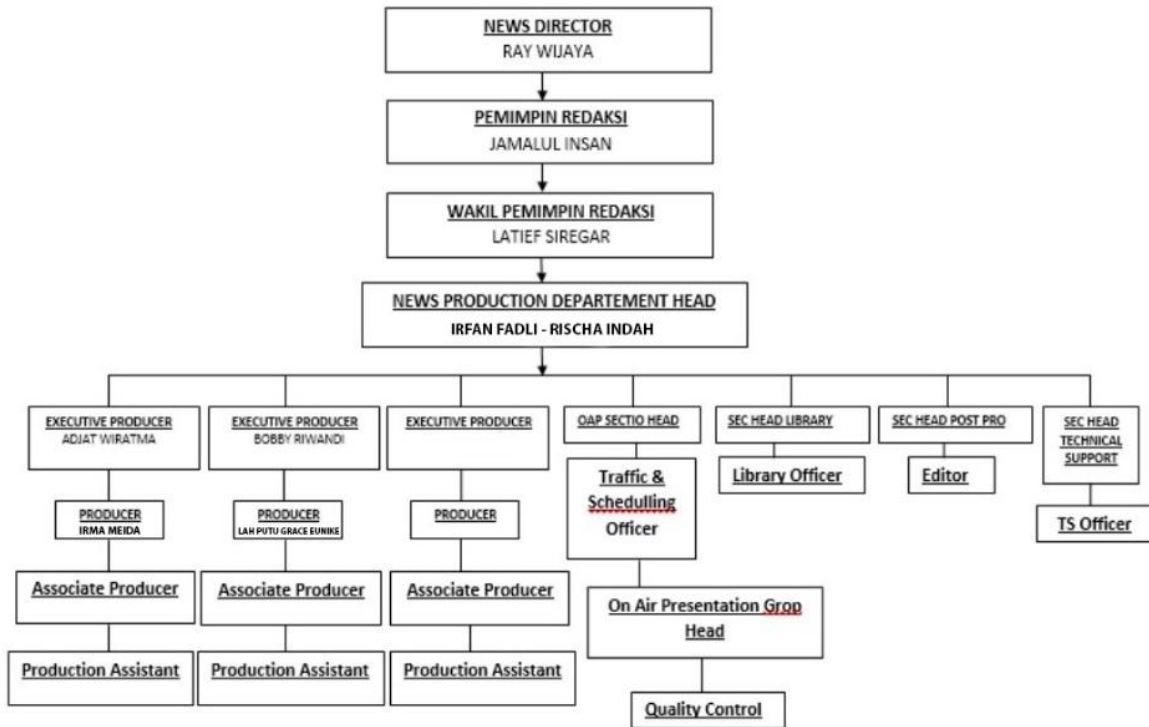 NEWS DIRECTOR
RAY WIJAYA
PEMIMPIN REDAKSI
JAMALUL INSAN
WAKIL PEMIMPIN REDAKSI
LATIEF SIREGAR
NEWS PRODUCTION DEPARTEMENT HEAD
IRFAN FADLI - RISCHA INDAH
EXECUTIVE PRODUCER
ADJAT WIRATMA
EXECUTIVE PRODUCER
BOBBY RIWANDI
EXECUTIVE PRODUCER
OAP SECTIO HEAD
SEC HEAD LIBRARY
SEC HEAD POST PRO
SEC HEAD
TECHNICAL
SUPPORT
PRODUCER
IRMA MEIDA
PRODUCER
LAH PUTU GRACE EUNIKE
PRODUCER
Traffic &
Schedulling
Officer
Library Officer
Editor
TS Officer
Associate Producer
Associate Producer
Associate Producer
On Air Presentation Grop
Head
Production Assistant
Production Assistant
Production Assistant
Quality Control